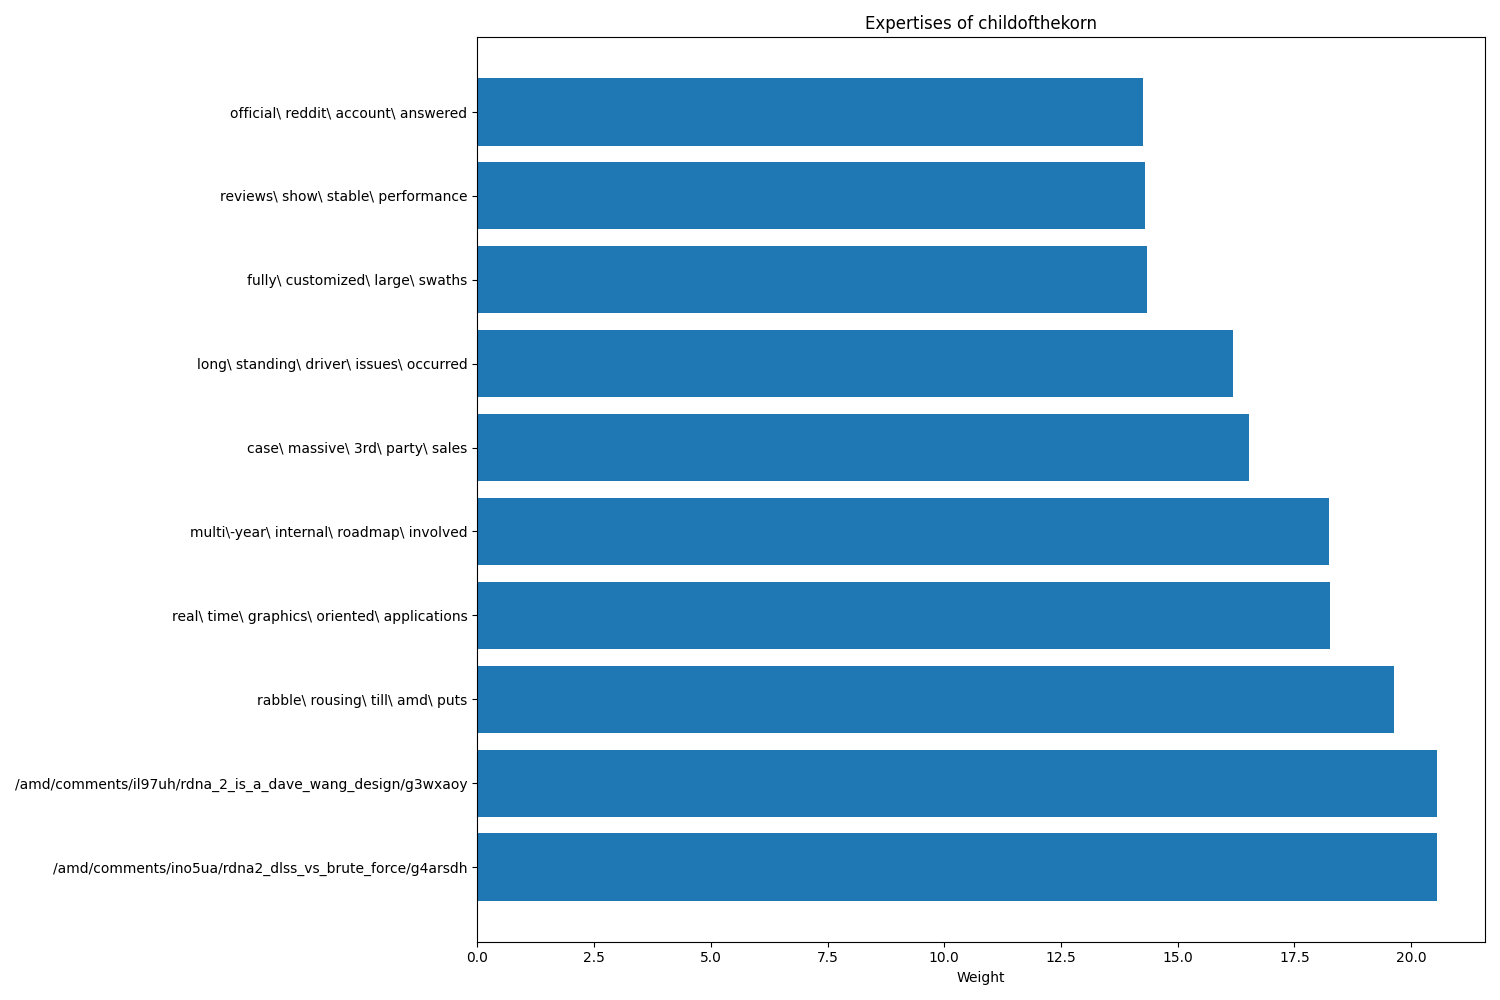 Expertises of childofthekorn
official\ reddit\ account\ answered
reviews\ show\ stable\ performance
fully\ customized\ large\ swaths
long\ standing\ driver\ issues\ occurred
case\ massive\ 3rd\ party\ sales
multi\-year\ internal\ roadmap\ involved
real\ time\ graphics\ oriented\ applications
rabble\ rousing\ till\ amd\ puts
/amd/comments/il97uh/rdna_2_is_a_dave_wang_design/g3wxaoy
/amd/comments/ino5ua/rdna2_dlss_vs_brute_force/g4arsdh
0.0 2.5 5.0 7.5 10.0 12.5 15.0 17.5 20.0
Weight